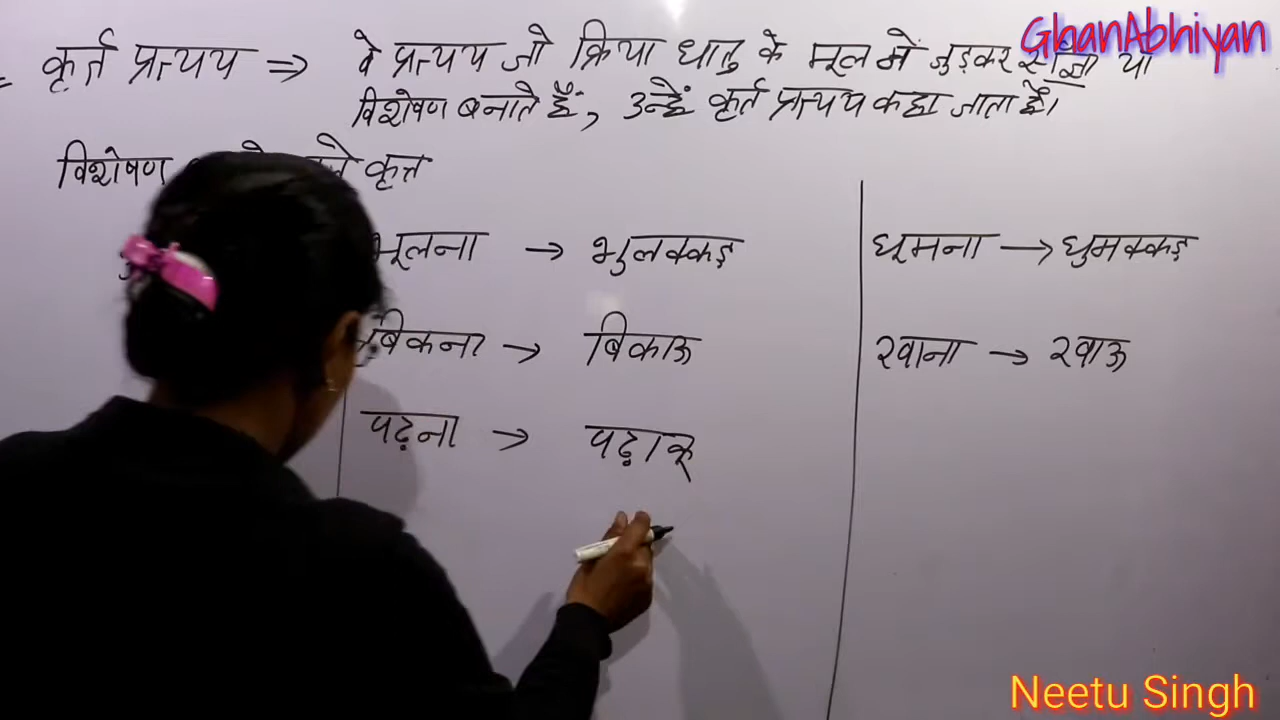 GhanAbhiyan
कृर्त प्रत्यय ⇒ वे प्रत्यय जो क्रिया धातु के मूल में जुड़कर संज्ञा या
विशेषण बनाते हैं, उन्हें कृर्त प्रत्यय कहा जाता है।
विशेषण कृत्त
भूलना → भुलक्कड़ घूमना → घुमक्कड़
बिकना → बिकाऊ खाना → खाऊ
पढ़ना → पढ़ाकू
Neetu Singh